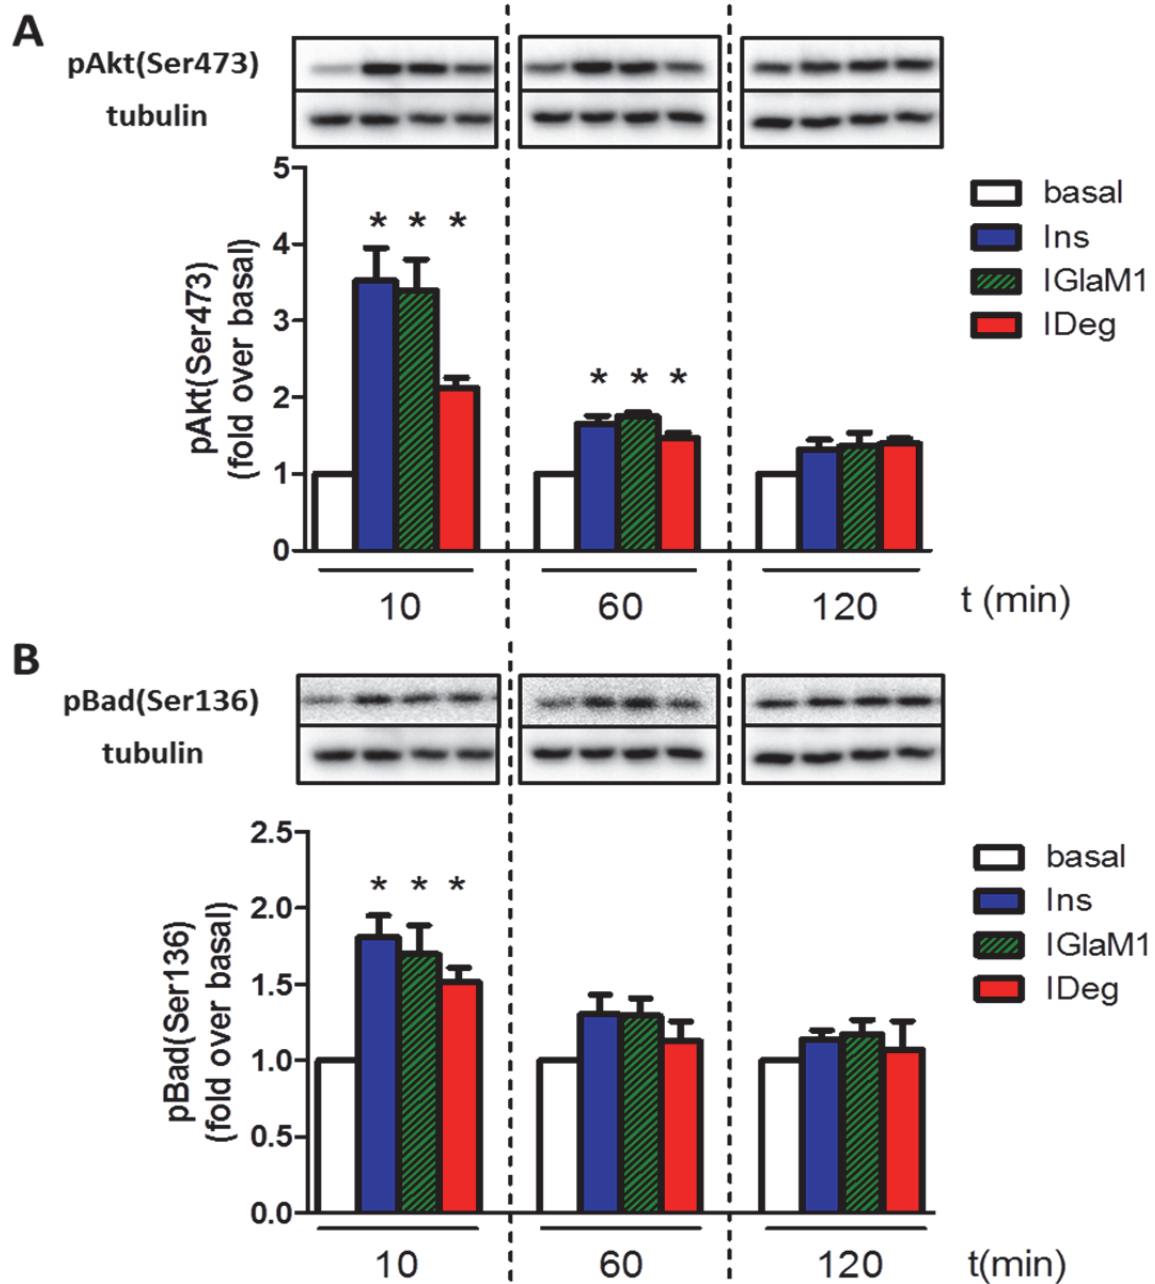 A
pAkt(Ser473)
tubulin
pAkt(Ser473)
(fold over basal)
5
4
3
2
1
0
* * *
* * *
basal
Ins
IGlaM1
IDeg
10 60 120 t (min)
B
pBad(Ser136)
tubulin
pBad(Ser136)
(fold over basal)
2.5
2.0
1.5
1.0
0.5
0.0
* * *
basal
Ins
IGlaM1
IDeg
10 60 120 t(min)